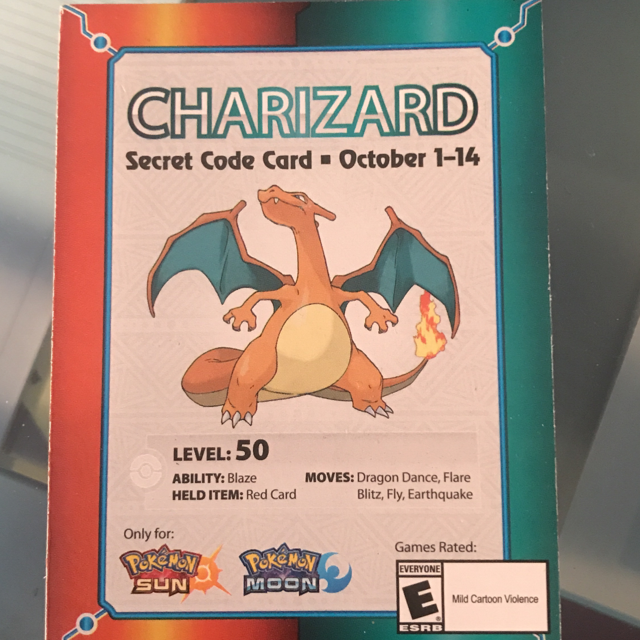 CHARIZARD
Secret Code Card ▪ October 1–14
LEVEL: 50
ABILITY: Blaze
HELD ITEM: Red Card
MOVES: Dragon Dance, Flare
Blitz, Fly, Earthquake
Only for:
POKéMON
SUN
POKéMON
MOON
Games Rated:
EVERYONE
E
ESRB
Mild Cartoon Violence